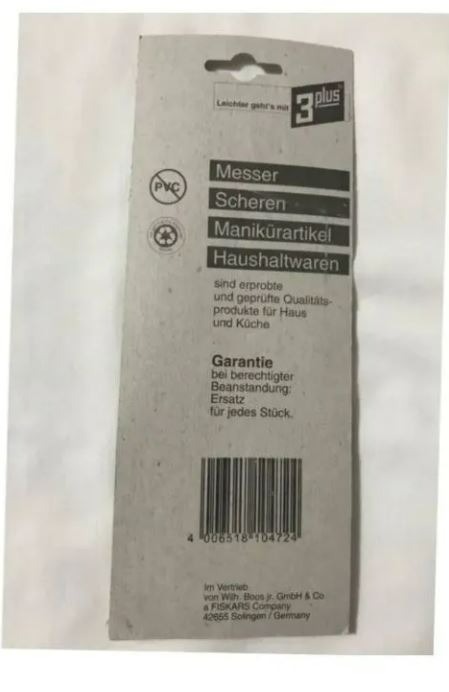 Leichter geht's mit
3 plus
Messer
Scheren
Manikürartikel
Haushaltwaren
PVC
sind erprobte
und geprüfte Qualitäts-
produkte für Haus
und Küche
Garantie
bei berechtigter
Beanstandung:
Ersatz
für jedes Stück.
4 006518 104724
Im Vertrieb
von Wilh. Boos jr. GmbH & Co
a FISKARS Company
42655 Solingen / Germany